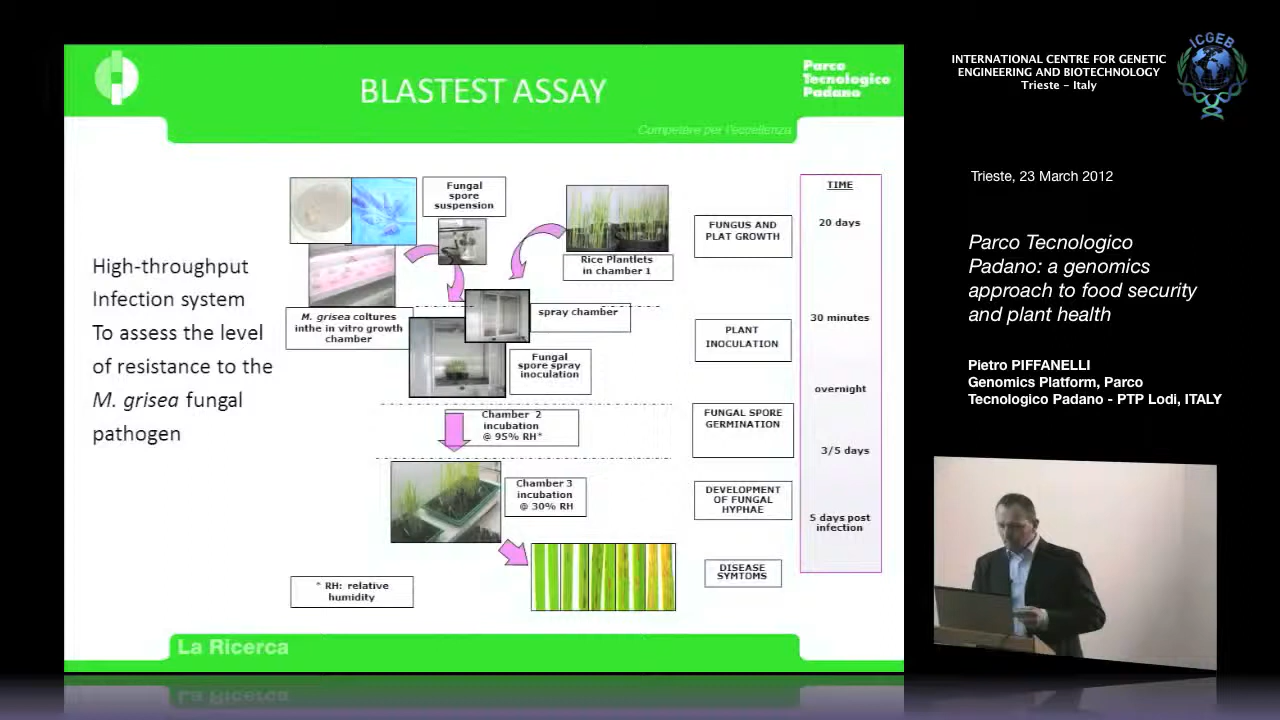 BLASTEST ASSAY
Parco
Tecnologico
Padano
Competere per l'eccellenza
High-throughput
Infection system
To assess the level
of resistance to the
M. grisea fungal
pathogen
Fungal
spore
suspension
Rice Plantlets
in chamber 1
M. grisea coltures
inthe in vitro growth
chamber
spray chamber
Fungal
spore spray
inoculation
Chamber 2
incubation
@ 95% RH*
Chamber 3
incubation
@ 30% RH
* RH: relative
humidity
FUNGUS AND
PLAT GROWTH
PLANT
INOCULATION
FUNGAL SPORE
GERMINATION
DEVELOPMENT
OF FUNGAL
HYPHAE
DISEASE
SYMTOMS
TIME
20 days
30 minutes
overnight
3/5 days
5 days post
infection
La Ricerca
INTERNATIONAL CENTRE FOR GENETIC
ENGINEERING AND BIOTECHNOLOGY
Trieste - Italy
ICGEB
Trieste, 23 March 2012
Parco Tecnologico
Padano: a genomics
approach to food security
and plant health
Pietro PIFFANELLI
Genomics Platform, Parco
Tecnologico Padano - PTP Lodi, ITALY